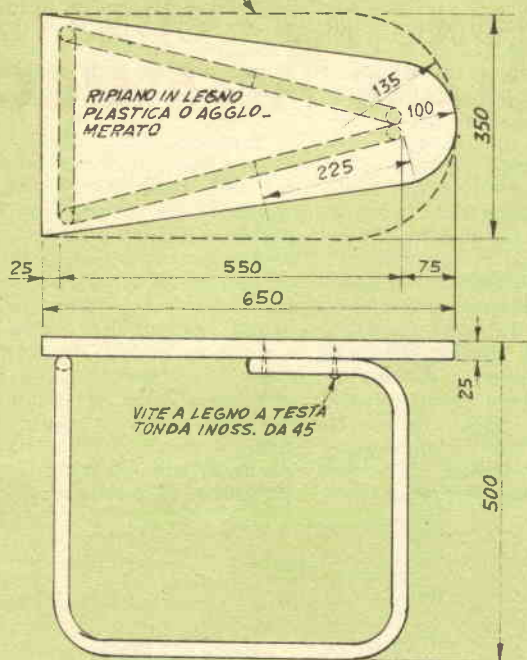 RIPIANO IN LEGNO
PLASTICA O AGGLO_
MERATO
135
100
350
225
25
550
75
650
25
VITE A LEGNO A TESTA
TONDA INOSS. DA 45
500